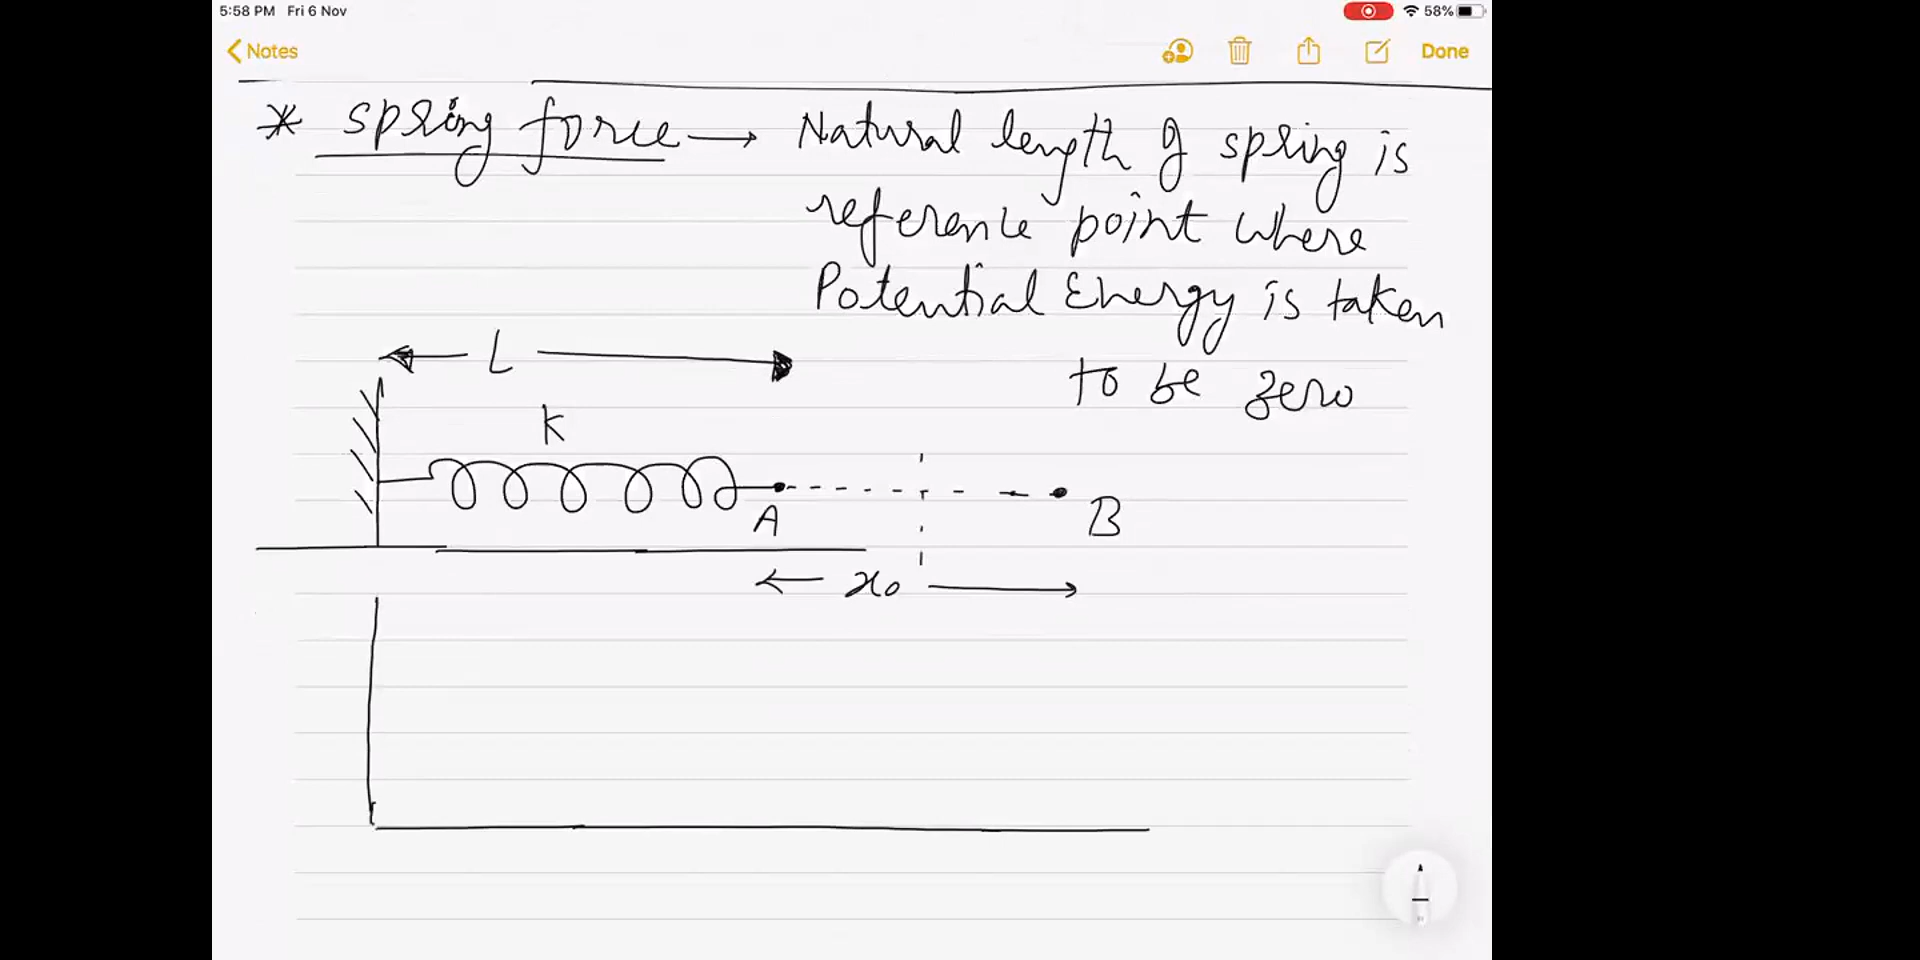 5:58 PM Fri 6 Nov 58%
Notes Done
* spring force → Natural length of spring is
reference point where
Potential Energy is taken
to be zero
L
K
A B
x₀